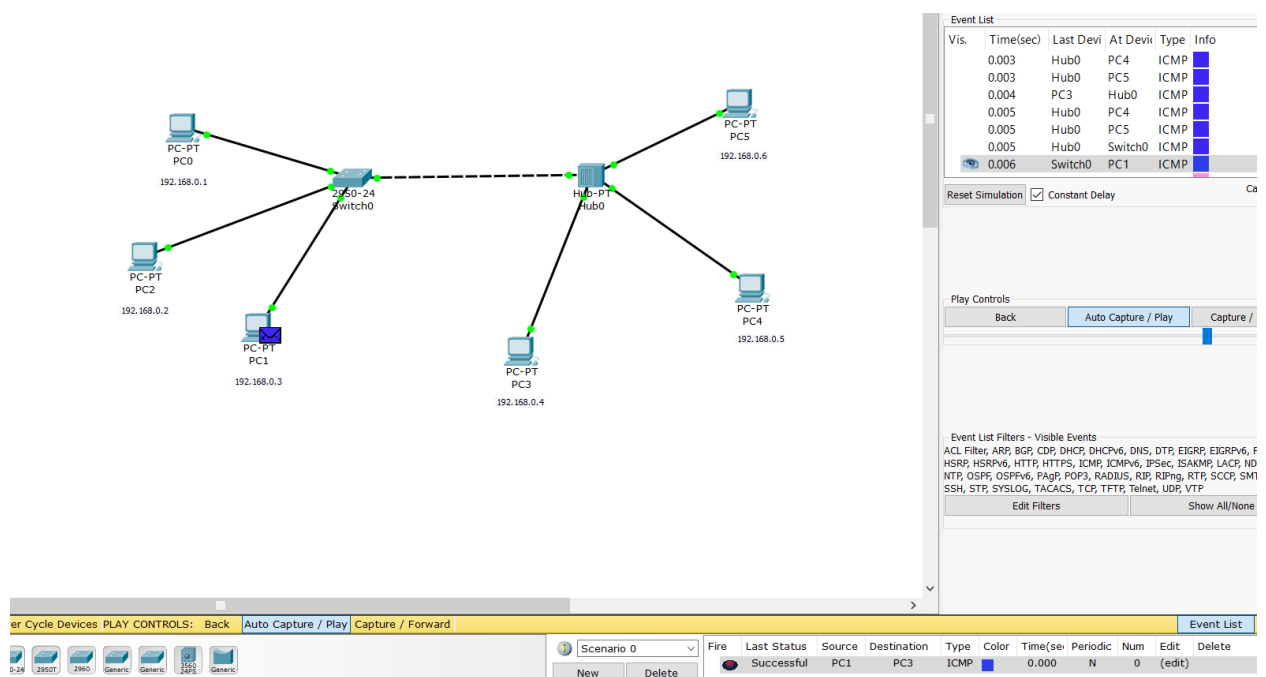 PC-PT
PC0
192.168.0.1
PC-PT
PC2
192.168.0.2
PC-PT
PC1
192.168.0.3
2950-24
Switch0
Hub-PT
Hub0
PC-PT
PC5
192.168.0.6
PC-PT
PC4
192.168.0.5
PC-PT
PC3
192.168.0.4
Event List
Vis. Time(sec) Last Devi At Devic Type Info
0.003 Hub0 PC4 ICMP
0.003 Hub0 PC5 ICMP
0.004 PC3 Hub0 ICMP
0.005 Hub0 PC4 ICMP
0.005 Hub0 PC5 ICMP
0.005 Hub0 Switch0 ICMP
0.006 Switch0 PC1 ICMP
Reset Simulation Constant Delay Ca
Play Controls
Back Auto Capture / Play Capture /
Event List Filters - Visible Events
ACL Filter, ARP, BGP, CDP, DHCP, DHCPv6, DNS, DTP, EIGRP, EIGRPv6, F
HSRP, HSRPv6, HTTP, HTTPS, ICMP, ICMPv6, IPSec, ISAKMP, LACP, ND
NTP, OSPF, OSPFv6, PAgP, POP3, RADIUS, RIP, RIPng, RTP, SCCP, SMT
SSH, STP, SYSLOG, TACACS, TCP, TFTP, Telnet, UDP, VTP
Edit Filters Show All/None
er Cycle Devices PLAY CONTROLS: Back Auto Capture / Play Capture / Forward Event List
0-24 2950T 2960 Generic Generic 3560 24PS Generic
Scenario 0
New Delete
Fire Last Status Source Destination Type Color Time(se Periodic Num Edit Delete
Successful PC1 PC3 ICMP 0.000 N 0 (edit)